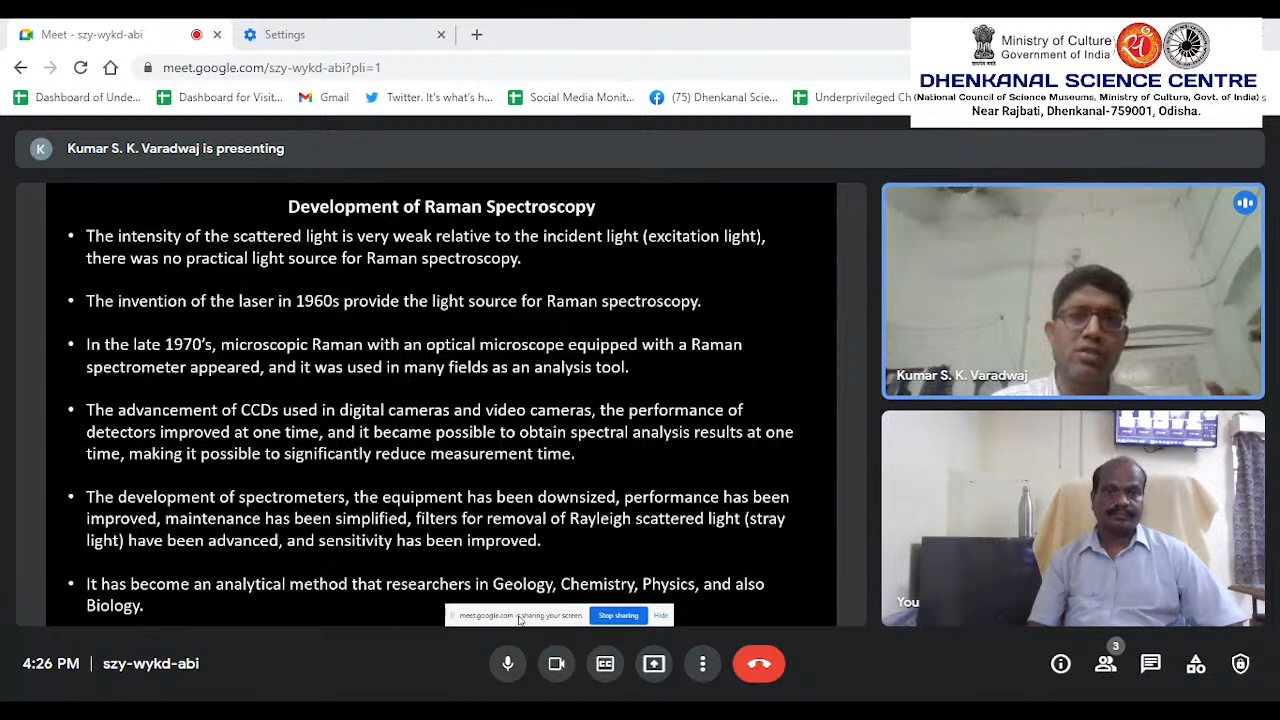 Meet - szy-wykd-abi
Settings
meet.google.com/szy-wykd-abi?pli=1
Dashboard of Unde...
Dashboard for Visit...
Gmail
Twitter. It's what's h...
Social Media Monit...
(75) Dhenkanal Scie...
Underprivileged Ch
Ministry of Culture
Government of India
DHENKANAL SCIENCE CENTRE
(National Council of Science Museums, Ministry of Culture, Govt. of India)
Near Rajbati, Dhenkanal-759001, Odisha.
K
Kumar S. K. Varadwaj is presenting
Development of Raman Spectroscopy
• The intensity of the scattered light is very weak relative to the incident light (excitation light),
there was no practical light source for Raman spectroscopy.
• The invention of the laser in 1960s provide the light source for Raman spectroscopy.
• In the late 1970's, microscopic Raman with an optical microscope equipped with a Raman
spectrometer appeared, and it was used in many fields as an analysis tool.
• The advancement of CCDs used in digital cameras and video cameras, the performance of
detectors improved at one time, and it became possible to obtain spectral analysis results at one
time, making it possible to significantly reduce measurement time.
• The development of spectrometers, the equipment has been downsized, performance has been
improved, maintenance has been simplified, filters for removal of Rayleigh scattered light (stray
light) have been advanced, and sensitivity has been improved.
• It has become an analytical method that researchers in Geology, Chemistry, Physics, and also
Biology.
meet.google.com is sharing your screen.
Stop sharing
Hide
Kumar S. K. Varadwaj
You
4:26 PM | szy-wykd-abi
3